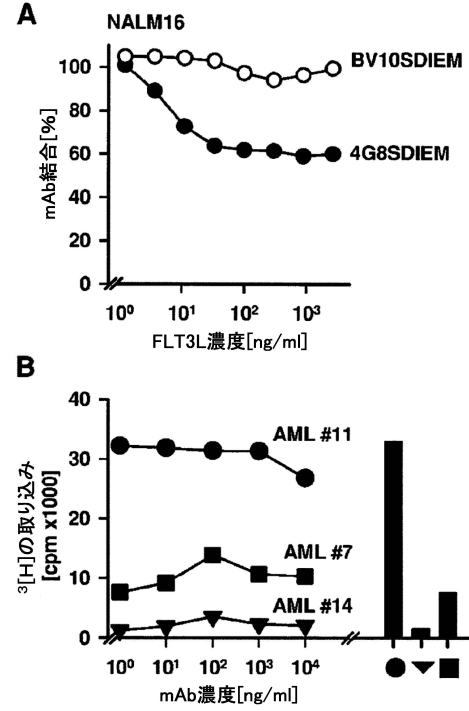 A
NALM16
100
80
60
40
20
0
mAb結合[%]
BV10SDIEM
4G8SDIEM
10⁰
10¹
10²
10³
FLT3L濃度[ng/ml]
B
40
30
20
10
0
³[H]の取り込み
[cpm x1000]
AML #11
AML #7
AML #14
10⁰
10¹
10²
10³
10⁴
mAb濃度[ng/ml]